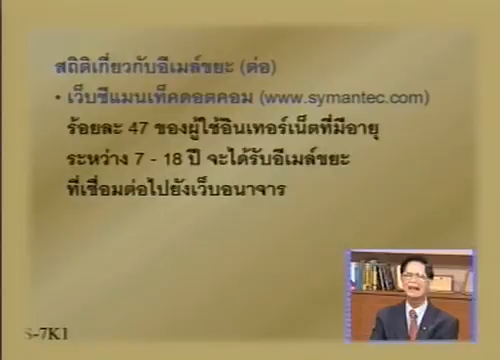 สถิติเกี่ยวกับอีเมล์ขยะ (ต่อ)
• เว็บซีแมนเท็คดอตคอม (www.symantec.com)
ร้อยละ 47 ของผู้ใช้อินเทอร์เน็ตที่มีอายุ
ระหว่าง 7 - 18 ปี จะได้รับอีเมล์ขยะ
ที่เชื่อมต่อไปยังเว็บอนาจาร
S-7K1